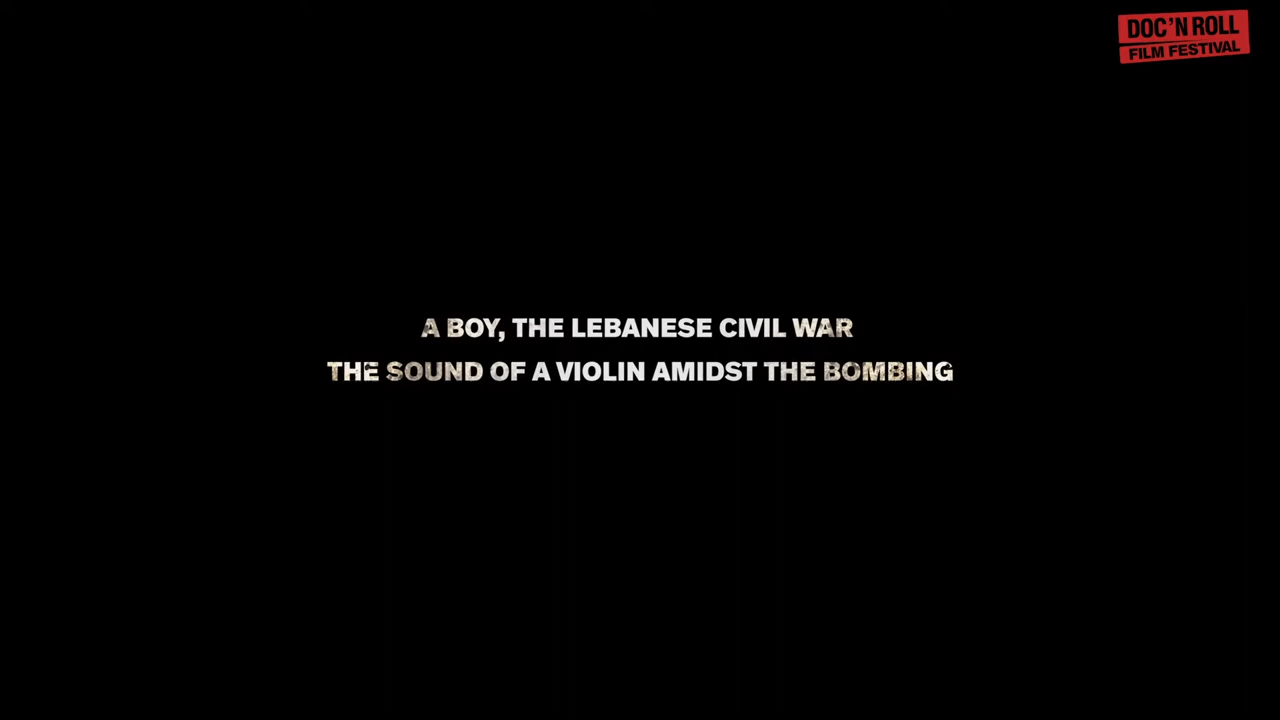 DOC'N ROLL
FILM FESTIVAL
A BOY, THE LEBANESE CIVIL WAR
THE SOUND OF A VIOLIN AMIDST THE BOMBING